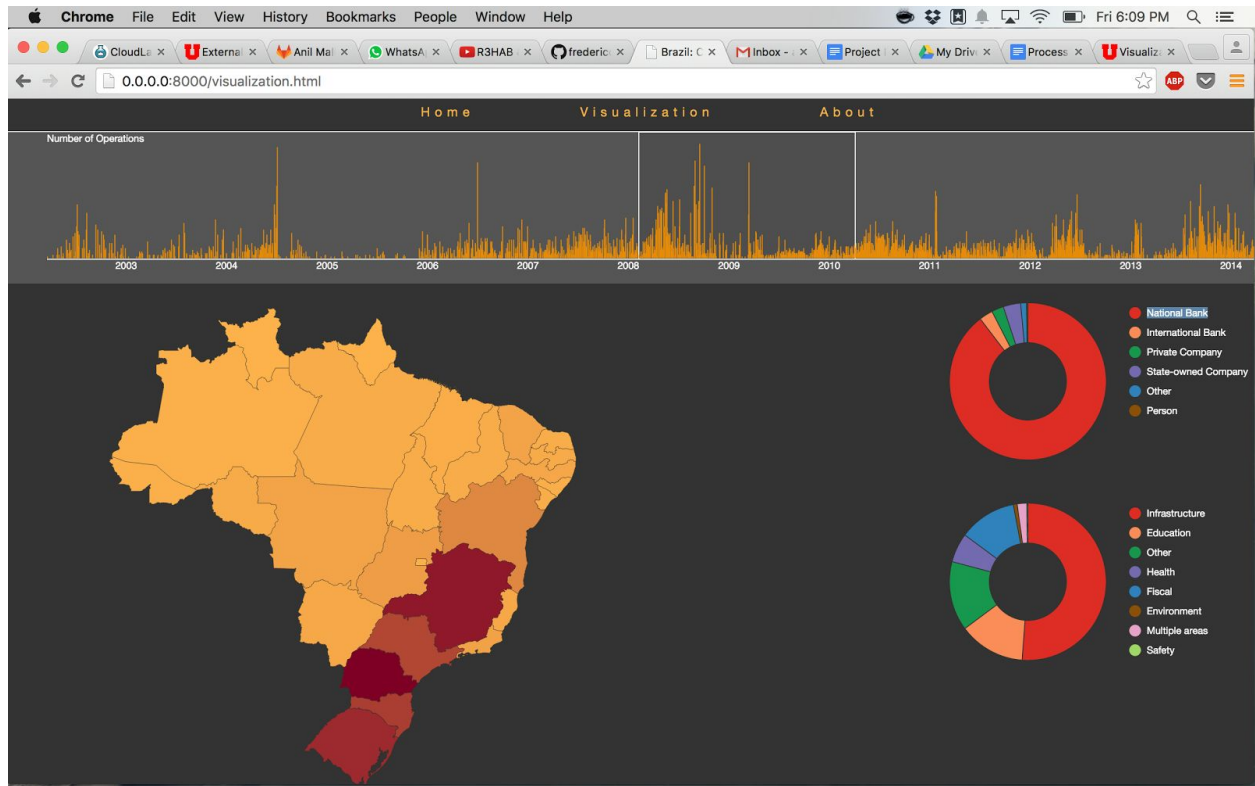 Chrome File Edit View History Bookmarks People Window Help Fri 6:09 PM
CloudLa External Anil Mal WhatsA R3HAB frederic Brazil: C Inbox - Project My Driv Process Visualiz
0.0.0.0:8000/visualization.html ABP
Home Visualization About
Number of Operations
2003 2004 2005 2006 2007 2008 2009 2010 2011 2012 2013 2014
National Bank
International Bank
Private Company
State-owned Company
Other
Person
Infrastructure
Education
Other
Health
Fiscal
Environment
Multiple areas
Safety